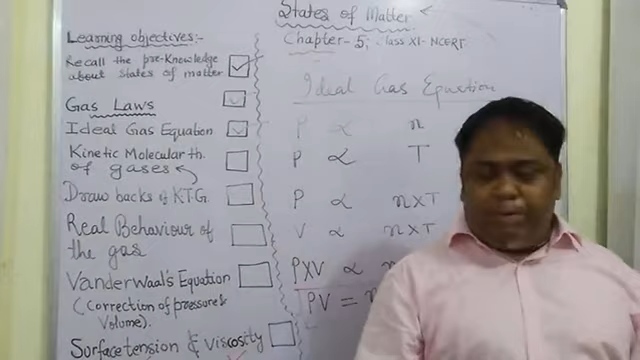 States of Matter
Chapter-5, Class XI-NCERT
Learning objectives:-
Recall the pre-Knowledge
about states of matter
Gas Laws
Ideal Gas Equation
Kinetic Molecular th.
of gases
Draw backs of K.T.G.
Real Behaviour of
the gas
Vanderwaal's Equation
(Correction of pressure &
Volume).
Surface tension & viscosity
Ideal Gas Equation
P ∝ n
P ∝ T
P ∝ n×T
V ∝ n×T
P×V ∝
PV =